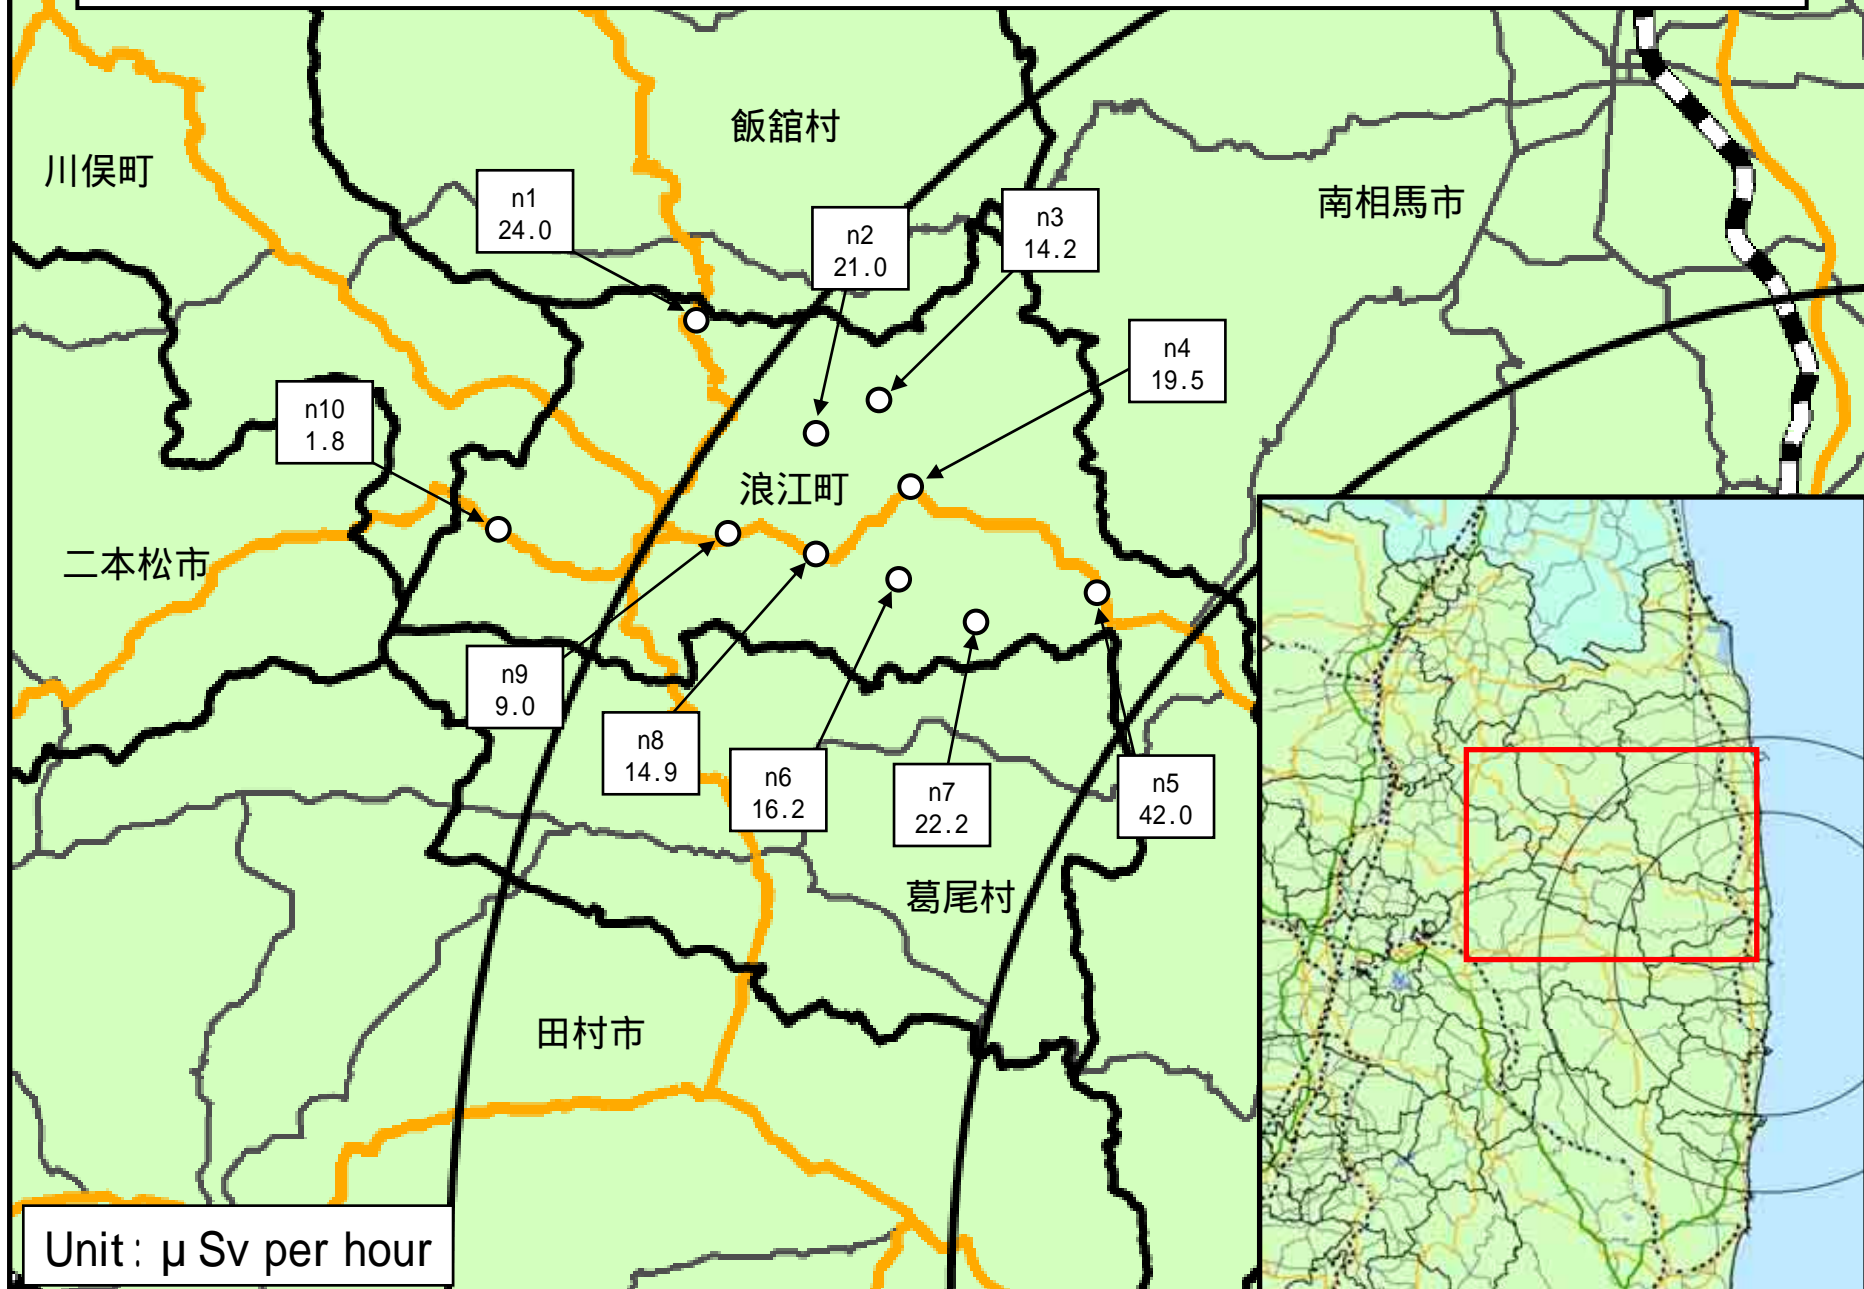 飯舘村
川俣町
n1
24.0
南相馬市
n3
14.2
n2
21.0
n4
19.5
n10
1.8
浪江町
二本松市
n9
9.0
n8
14.9
n6
16.2
n7
22.2
n5
42.0
葛尾村
田村市
Unit: μ Sv per hour